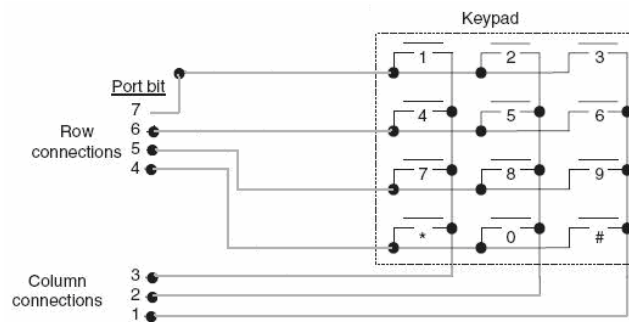 Keypad
1 2 3
Port bit
7
4 5 6
6
Row
connections
5
4
7 8 9
* 0 #
Column
connections
3
2
1